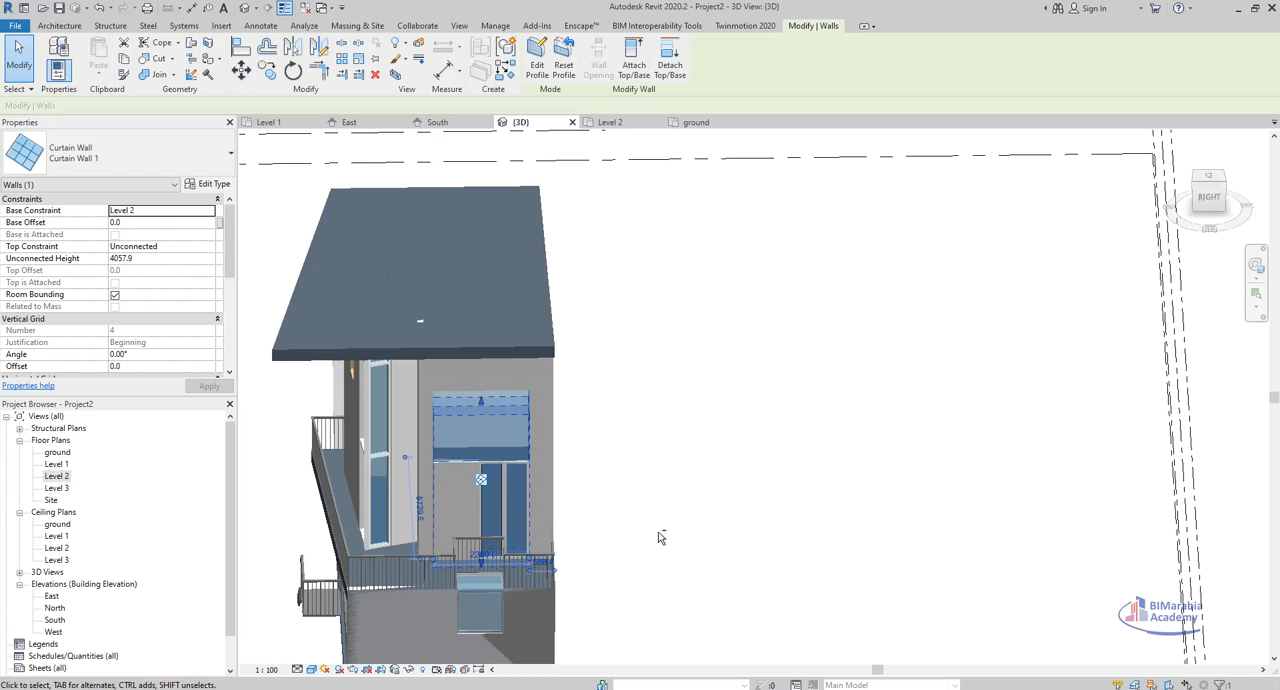 Autodesk Revit 2020.2 - Project2 - 3D View: {3D}
Sign In
File Architecture Structure Steel Systems Insert Annotate Analyze Massing & Site Collaborate View Manage Add-Ins Enscape™ BIM Interoperability Tools Twinmotion 2020 Modify | Walls
Modify
Paste
Cope
Cut
Join
Edit Profile
Reset Profile
Wall Opening
Attach Top/Base
Detach Top/Base
Select Properties Clipboard Geometry Modify View Measure Create Mode Modify Wall
Modify | Walls
Properties
Level 1 East South {3D} Level 2 ground
Curtain Wall
Curtain Wall 1
Walls (1) Edit Type
Constraints
Base Constraint Level 2
Base Offset 0.0
Base is Attached
Top Constraint Unconnected
Unconnected Height 4057.9
Top Offset 0.0
Top is Attached
Room Bounding
Related to Mass
Vertical Grid
Number 4
Justification Beginning
Angle 0.00°
Offset 0.0
Properties help Apply
Project Browser - Project2
Views (all)
Structural Plans
Floor Plans
ground
Level 1
Level 2
Level 3
Site
Ceiling Plans
ground
Level 1
Level 2
Level 3
3D Views
Elevations (Building Elevation)
East
North
South
West
Legends
Schedules/Quantities (all)
Sheets (all)
RIGHT
BIMarabia
Academy
1 : 100
Click to select, TAB for alternates, CTRL adds, SHIFT unselects.
:0
Main Model
:1